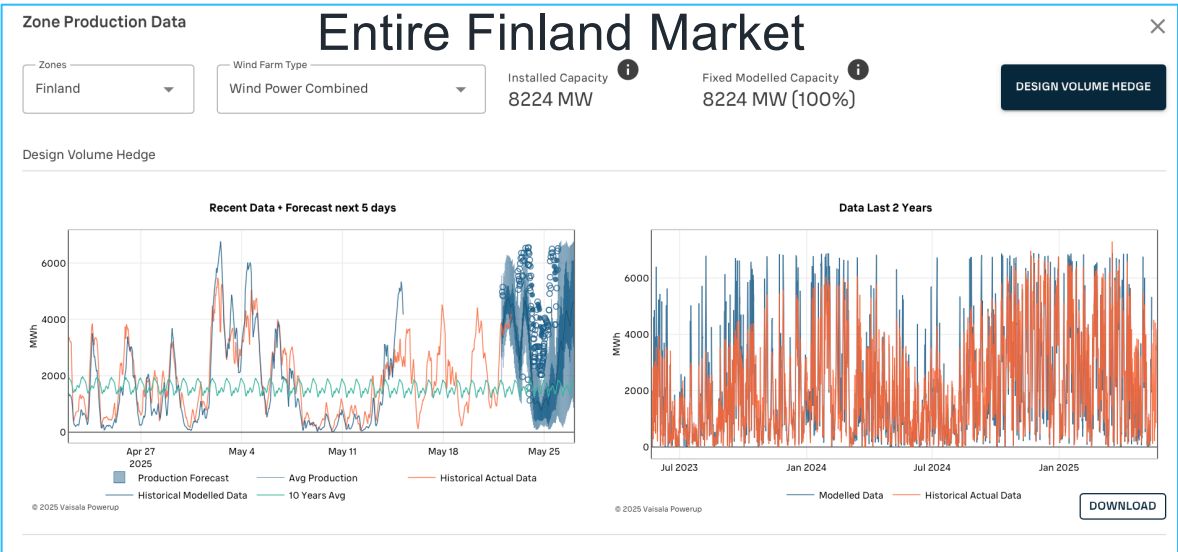 Zone Production Data
Entire Finland Market
Zones
Finland
Wind Farm Type
Wind Power Combined
Installed Capacity
8224 MW
Fixed Modelled Capacity
8224 MW (100%)
DESIGN VOLUME HEDGE
Design Volume Hedge
Recent Data + Forecast next 5 days
MWh
6000
4000
2000
0
Apr 27
2025
May 4
May 11
May 18
May 25
Production Forecast
Avg Production
Historical Actual Data
Historical Modelled Data
10 Years Avg
© 2025 Vaisala Powerup
Data Last 2 Years
MWh
6000
4000
2000
0
Jul 2023
Jan 2024
Jul 2024
Jan 2025
Modelled Data
Historical Actual Data
© 2025 Vaisala Powerup
DOWNLOAD